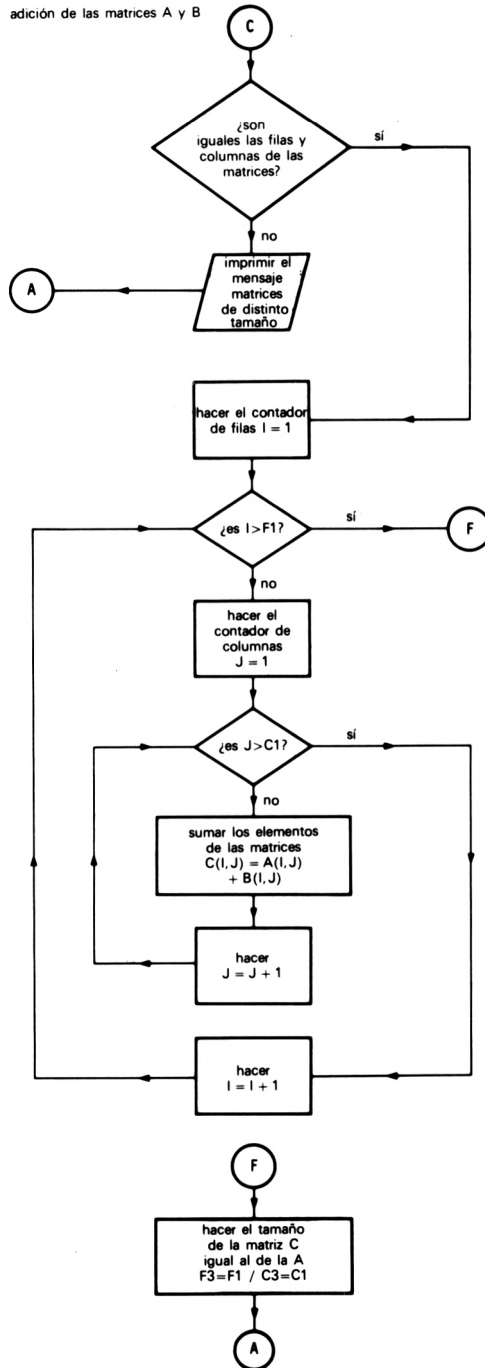 adición de las matrices A y B
C
¿son
iguales las filas y
columnas de las
matrices?
sí
no
imprimir el
mensaje
matrices
de distinto
tamaño
A
hacer el contador
de filas I = 1
¿es I>F1?
sí
F
no
hacer el
contador de
columnas
J = 1
¿es J>C1?
sí
no
sumar los elementos
de las matrices
C(I,J) = A(I,J)
+ B(I,J)
hacer
J = J + 1
hacer
I = I + 1
F
hacer el tamaño
de la matriz C
igual al de la A
F3=F1 / C3=C1
A